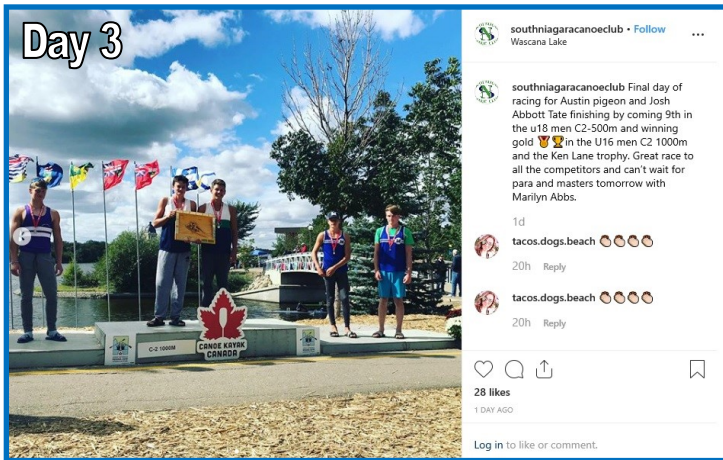 Day 3
C-2 1000M
CANOE KAYAK
CANADA
southniagaracanoeclub • Follow
Wascana Lake
southniagaracanoeclub Final day of
racing for Austin pigeon and Josh
Abbott Tate finishing by coming 9th in
the u18 men C2-500m and winning
gold 🏅🏆in the U16 men C2 1000m
and the Ken Lane trophy. Great race to
all the competitors and can't wait for
para and masters tomorrow with
Marilyn Abbs.
1d
tacos.dogs.beach 👏🏻👏🏻👏🏻👏🏻
20h Reply
tacos.dogs.beach 👏🏻👏🏻👏🏻👏🏻
20h Reply
28 likes
1 DAY AGO
Log in to like or comment.